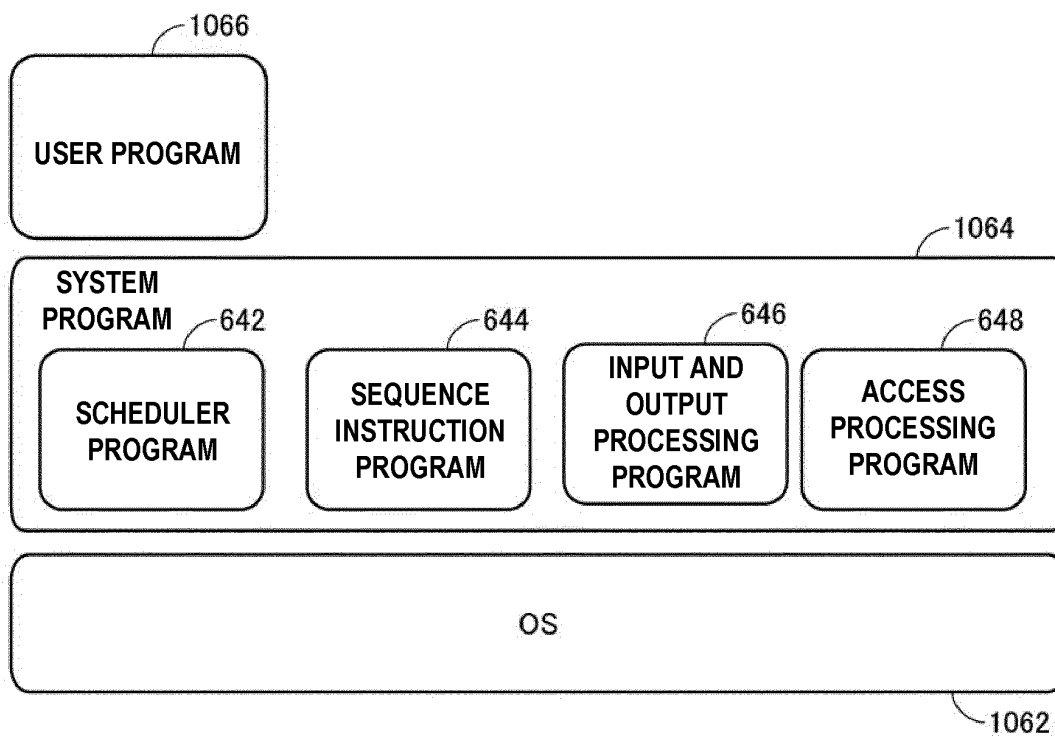 1066
USER PROGRAM
1064
SYSTEM
PROGRAM
642
644
646
648
SCHEDULER
PROGRAM
SEQUENCE
INSTRUCTION
PROGRAM
INPUT AND
OUTPUT
PROCESSING
PROGRAM
ACCESS
PROCESSING
PROGRAM
OS
1062